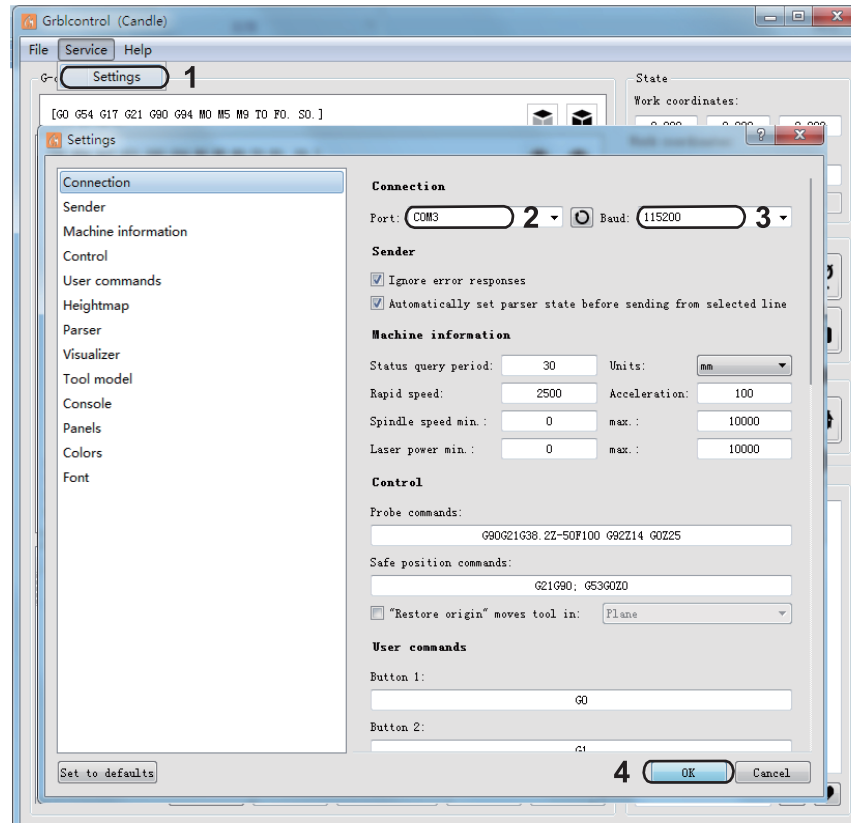 Grblcontrol (Candle)
File Service Help
Settings 1
State
Work coordinates:
[G0 G54 G17 G21 G90 G94 M0 M5 M9 T0 F0. S0.]
Settings
Connection
Sender
Machine information
Control
User commands
Heightmap
Parser
Visualizer
Tool model
Console
Panels
Colors
Font
Connection
Port: COM3 2 Baud: 115200 3
Sender
Ignore error responses
Automatically set parser state before sending from selected line
Machine information
Status query period: 30 Units: mm
Rapid speed: 2500 Acceleration: 100
Spindle speed min.: 0 max.: 10000
Laser power min.: 0 max.: 10000
Control
Probe commands:
G90G21G38.2Z-50F100 G92Z14 G0Z25
Safe position commands:
G21G90; G53G0Z0
"Restore origin" moves tool in: Plane
User commands
Button 1:
G0
Button 2:
G1
Set to defaults 4 OK Cancel